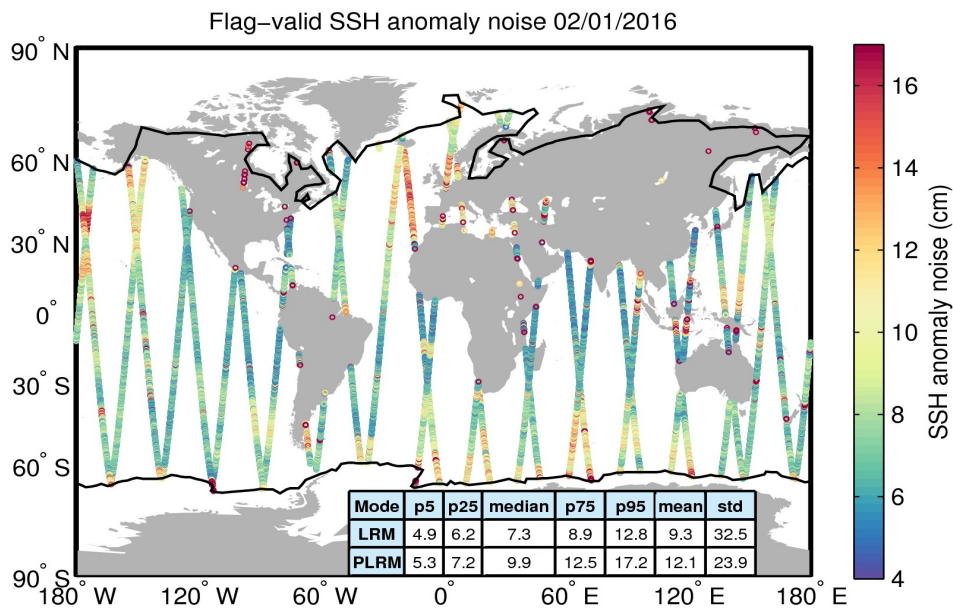 Flag−valid SSH anomaly noise 02/01/2016
90° N
60° N
30° N
0°
30° S
60° S
90° S
180° W 120° W 60° W 0° 60° E 120° E 180° E
Mode p5 p25 median p75 p95 mean std
LRM 4.9 6.2 7.3 8.9 12.8 9.3 32.5
PLRM 5.3 7.2 9.9 12.5 17.2 12.1 23.9
16
14
12
10
8
6
4
SSH anomaly noise (cm)